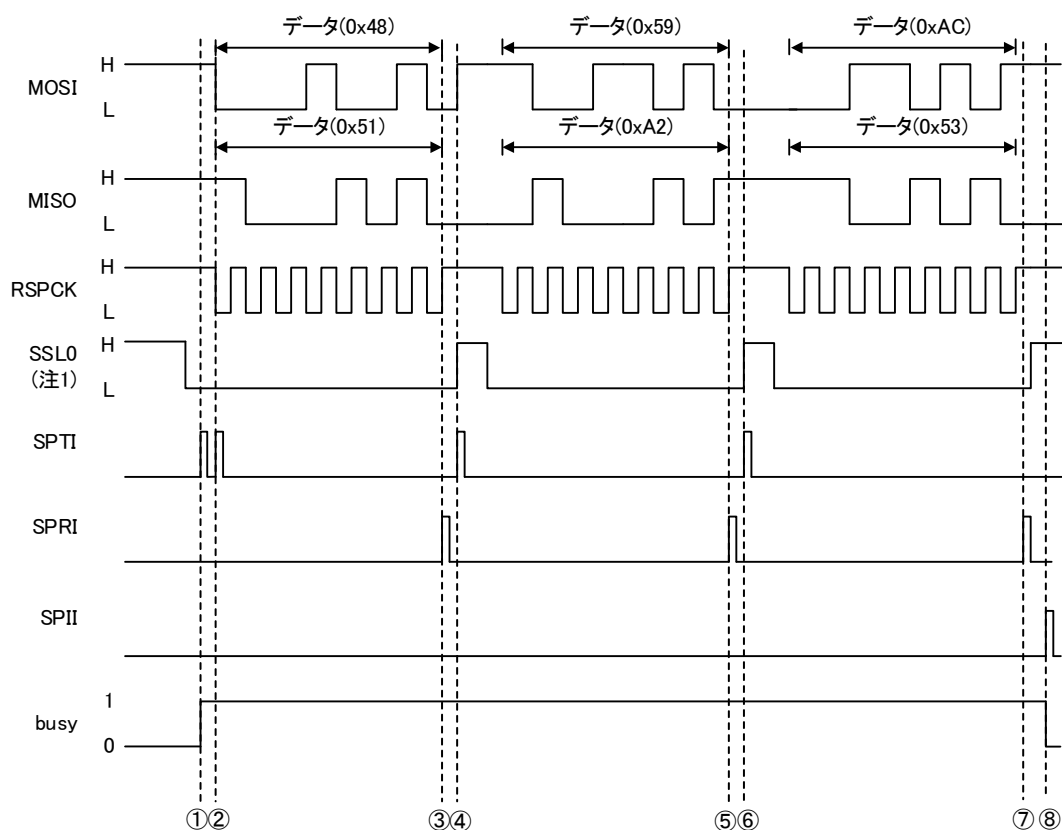 データ(0x48)
データ(0x59)
データ(0xAC)
H
MOSI
L
データ(0x51)
データ(0xA2)
データ(0x53)
H
MISO
L
H
RSPCK
L
H
SSL0
(注1)
L
SPTI
SPRI
SPII
1
busy
0
①②
③④
⑤⑥
⑦ ⑧